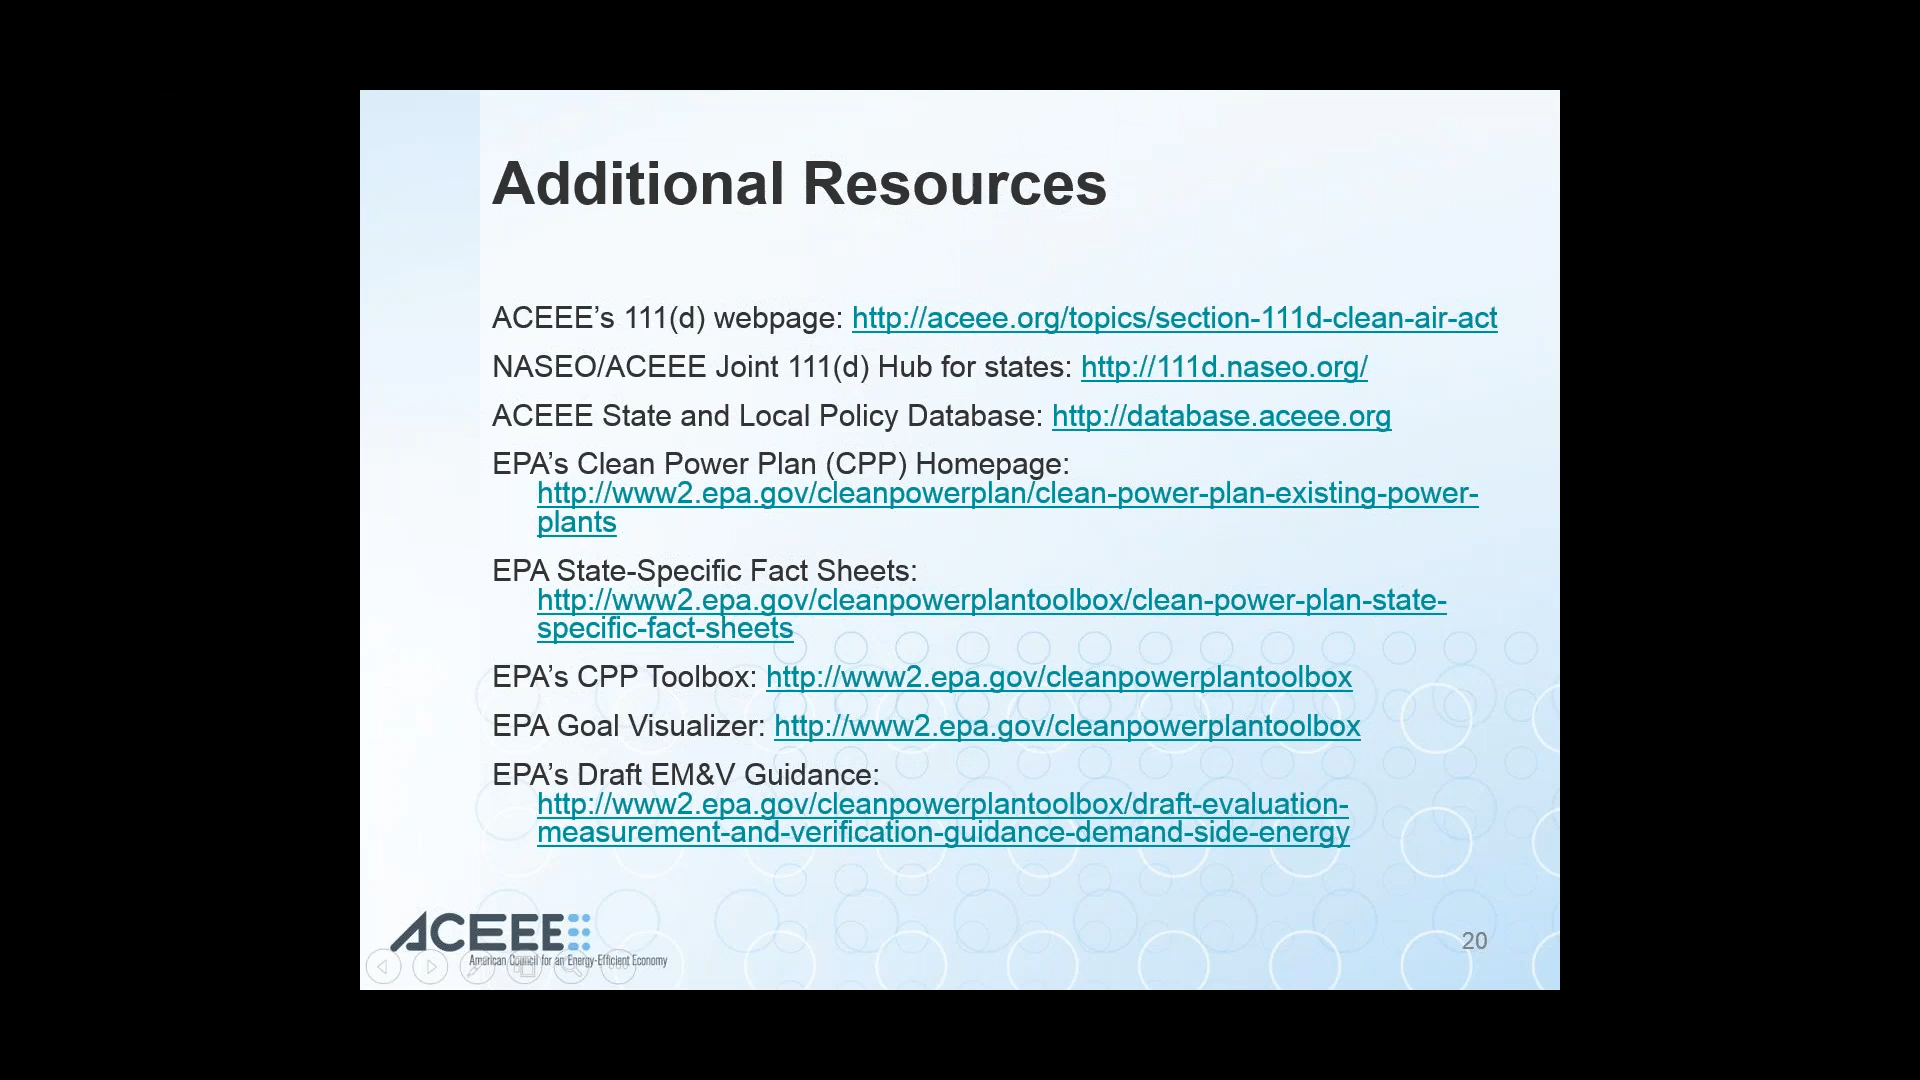 Additional Resources
ACEEE’s 111(d) webpage: http://aceee.org/topics/section-111d-clean-air-act
NASEO/ACEEE Joint 111(d) Hub for states: http://111d.naseo.org/
ACEEE State and Local Policy Database: http://database.aceee.org
EPA’s Clean Power Plan (CPP) Homepage:
http://www2.epa.gov/cleanpowerplan/clean-power-plan-existing-power-
plants
EPA State-Specific Fact Sheets:
http://www2.epa.gov/cleanpowerplantoolbox/clean-power-plan-state-
specific-fact-sheets
EPA’s CPP Toolbox: http://www2.epa.gov/cleanpowerplantoolbox
EPA Goal Visualizer: http://www2.epa.gov/cleanpowerplantoolbox
EPA’s Draft EM&V Guidance:
http://www2.epa.gov/cleanpowerplantoolbox/draft-evaluation-
measurement-and-verification-guidance-demand-side-energy
ACEEE
American Council for an Energy-Efficient Economy
20